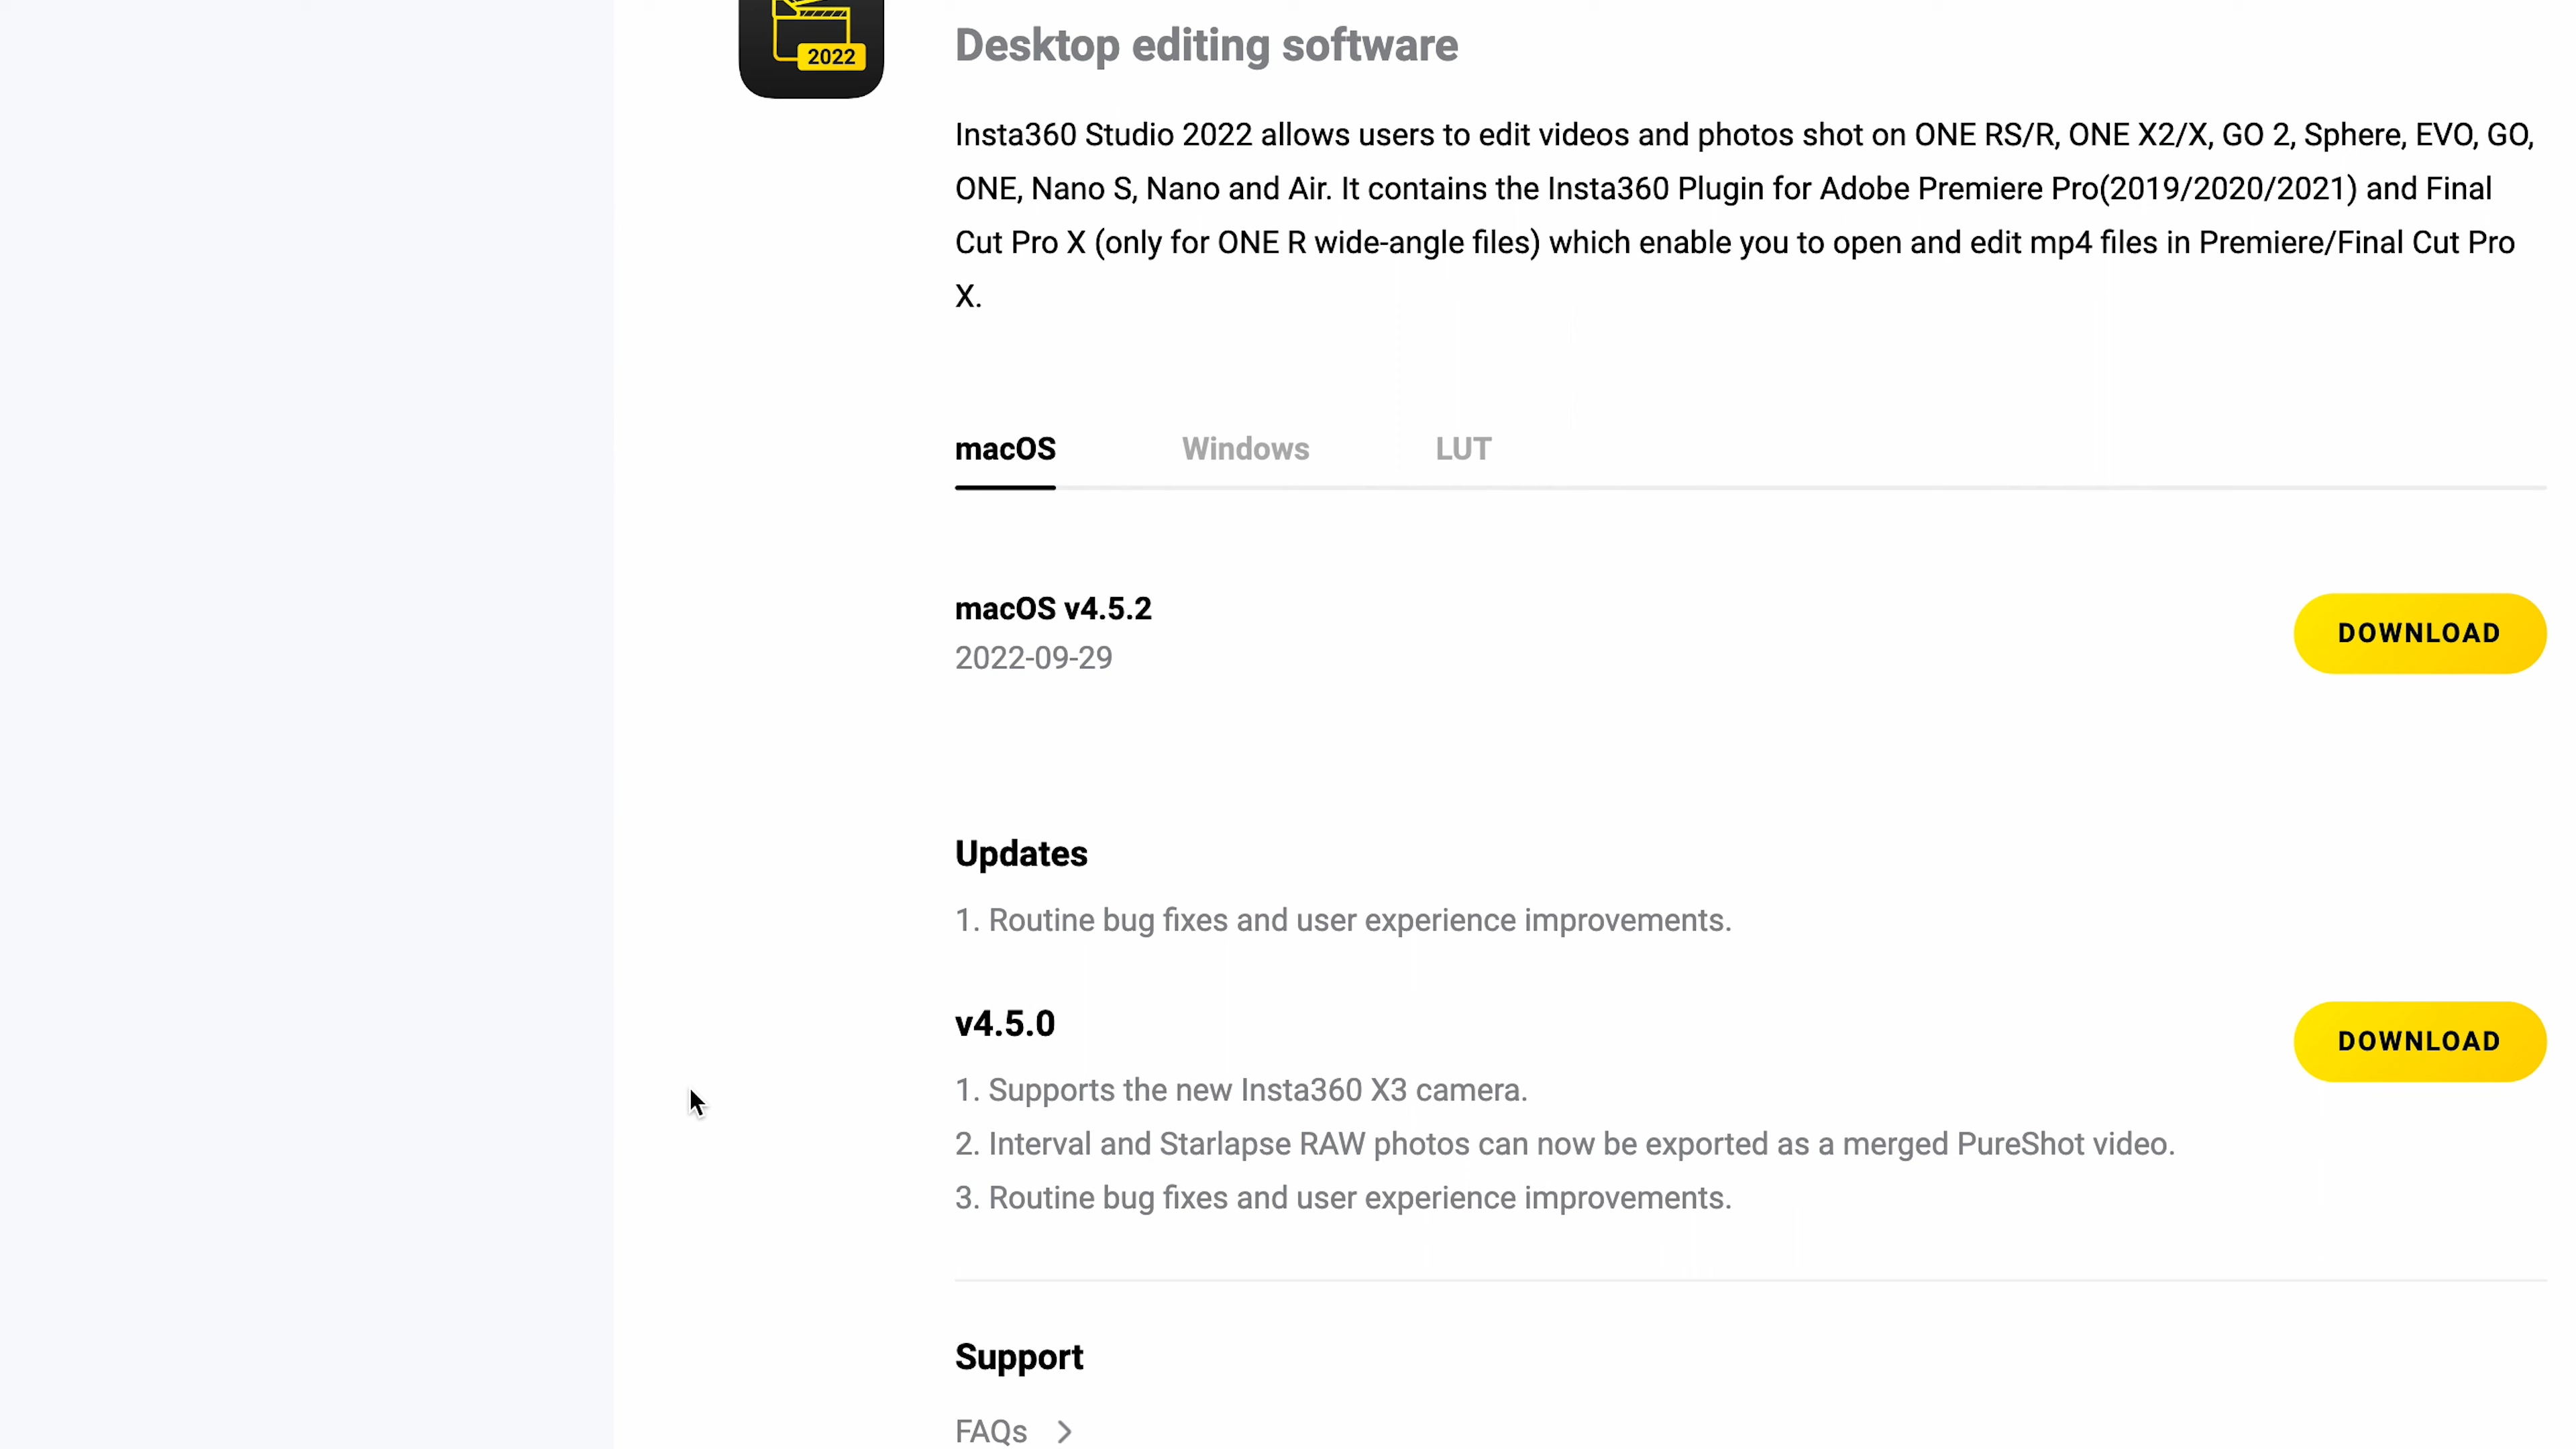 2022
Desktop editing software
Insta360 Studio 2022 allows users to edit videos and photos shot on ONE RS/R, ONE X2/X, GO 2, Sphere, EVO, GO,
ONE, Nano S, Nano and Air. It contains the Insta360 Plugin for Adobe Premiere Pro(2019/2020/2021) and Final
Cut Pro X (only for ONE R wide-angle files) which enable you to open and edit mp4 files in Premiere/Final Cut Pro
X.
macOS Windows LUT
macOS v4.5.2
2022-09-29
DOWNLOAD
Updates
1. Routine bug fixes and user experience improvements.
v4.5.0
DOWNLOAD
1. Supports the new Insta360 X3 camera.
2. Interval and Starlapse RAW photos can now be exported as a merged PureShot video.
3. Routine bug fixes and user experience improvements.
Support
FAQs